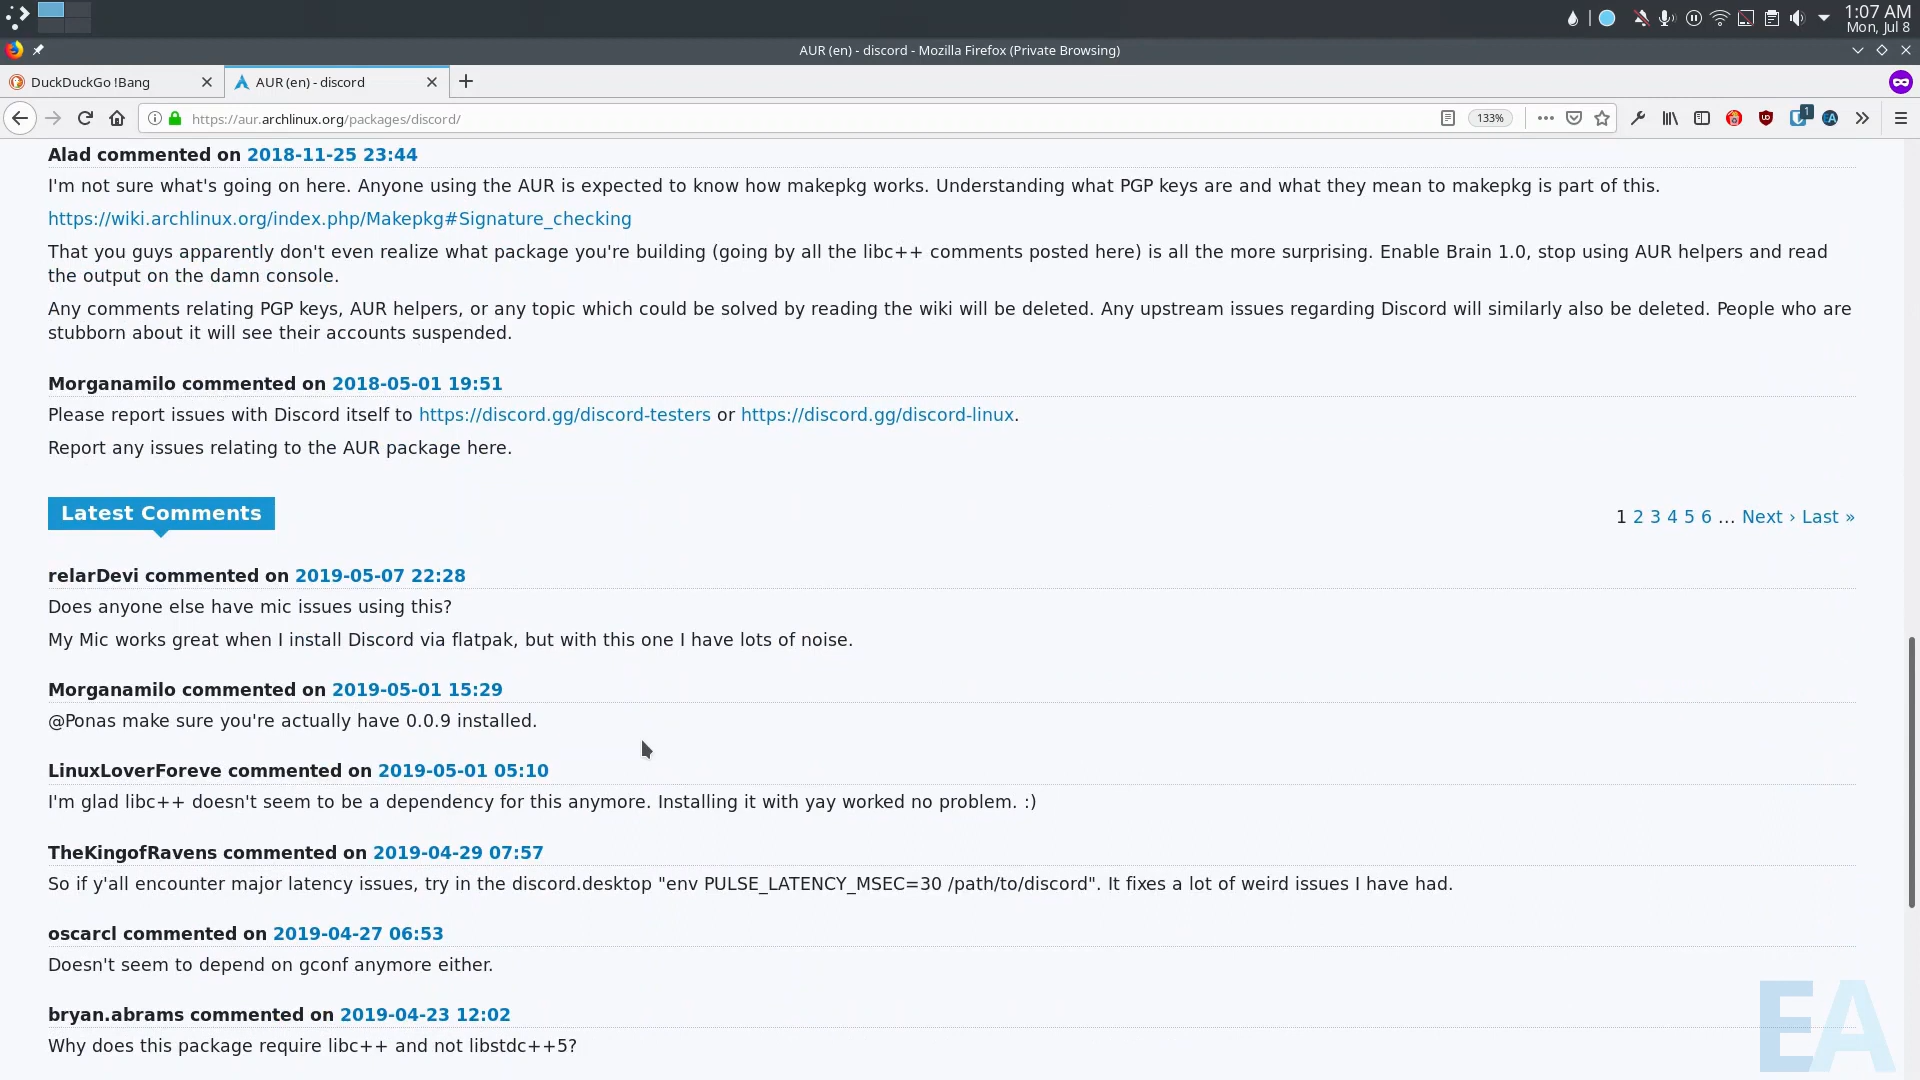 1:07 AM
Mon, Jul 8
AUR (en) - discord - Mozilla Firefox (Private Browsing)
DuckDuckGo !Bang
AUR (en) - discord
https://aur.archlinux.org/packages/discord/
133%
1
Alad commented on 2018-11-25 23:44
I'm not sure what's going on here. Anyone using the AUR is expected to know how makepkg works. Understanding what PGP keys are and what they mean to makepkg is part of this.
https://wiki.archlinux.org/index.php/Makepkg#Signature_checking
That you guys apparently don't even realize what package you're building (going by all the libc++ comments posted here) is all the more surprising. Enable Brain 1.0, stop using AUR helpers and read
the output on the damn console.
Any comments relating PGP keys, AUR helpers, or any topic which could be solved by reading the wiki will be deleted. Any upstream issues regarding Discord will similarly also be deleted. People who are
stubborn about it will see their accounts suspended.
Morganamilo commented on 2018-05-01 19:51
Please report issues with Discord itself to https://discord.gg/discord-testers or https://discord.gg/discord-linux.
Report any issues relating to the AUR package here.
Latest Comments
1 2 3 4 5 6 ... Next › Last »
relarDevi commented on 2019-05-07 22:28
Does anyone else have mic issues using this?
My Mic works great when I install Discord via flatpak, but with this one I have lots of noise.
Morganamilo commented on 2019-05-01 15:29
@Ponas make sure you're actually have 0.0.9 installed.
LinuxLoverForeve commented on 2019-05-01 05:10
I'm glad libc++ doesn't seem to be a dependency for this anymore. Installing it with yay worked no problem. :)
TheKingofRavens commented on 2019-04-29 07:57
So if y'all encounter major latency issues, try in the discord.desktop "env PULSE_LATENCY_MSEC=30 /path/to/discord". It fixes a lot of weird issues I have had.
oscarcl commented on 2019-04-27 06:53
Doesn't seem to depend on gconf anymore either.
bryan.abrams commented on 2019-04-23 12:02
Why does this package require libc++ and not libstdc++5?
EA